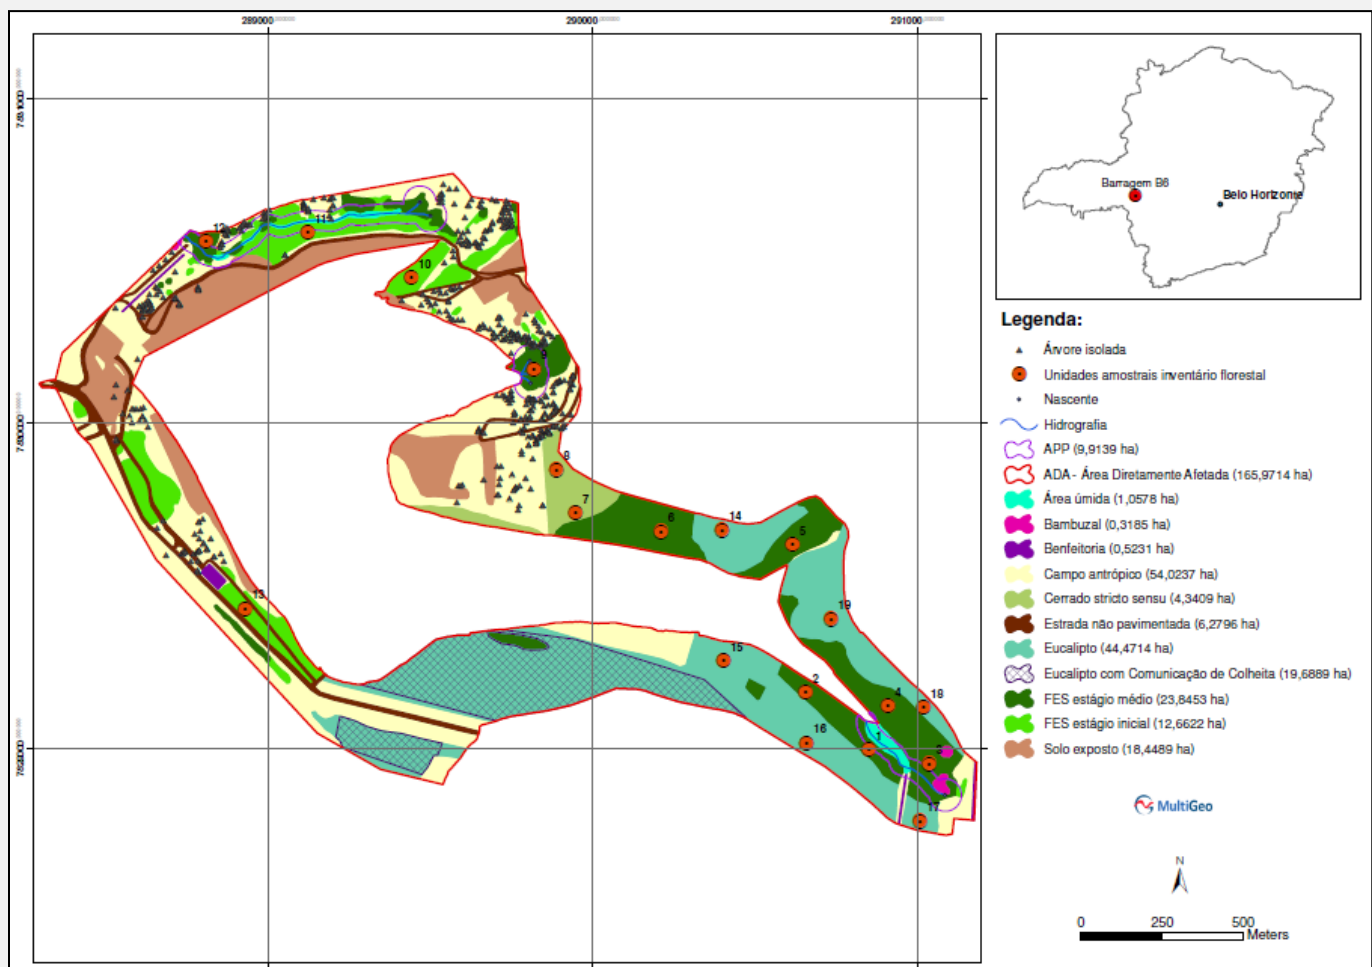 289000
290000
291000
7831000
Barragem B6
Belo Horizonte
Legenda:
Árvore isolada
Unidades amostrais inventário florestal
Nascente
Hidrografia
APP (9,9139 ha)
ADA - Área Diretamente Afetada (165,9714 ha)
Área úmida (1,0578 ha)
Bambuzal (0,3185 ha)
Benfeitoria (0,5231 ha)
Campo antrópico (54,0237 ha)
Cerrado stricto sensu (4,3409 ha)
Estrada não pavimentada (6,2796 ha)
Eucalipto (44,4714 ha)
Eucalipto com Comunicação de Colheita (19,6889 ha)
FES estágio médio (23,8453 ha)
FES estágio inicial (12,6622 ha)
Solo exposto (18,4489 ha)
MultiGeo
N
0 250 500
Meters
12
11
10
9
8
7
6
14
5
19
13
15
2
4
18
16
1
3
17